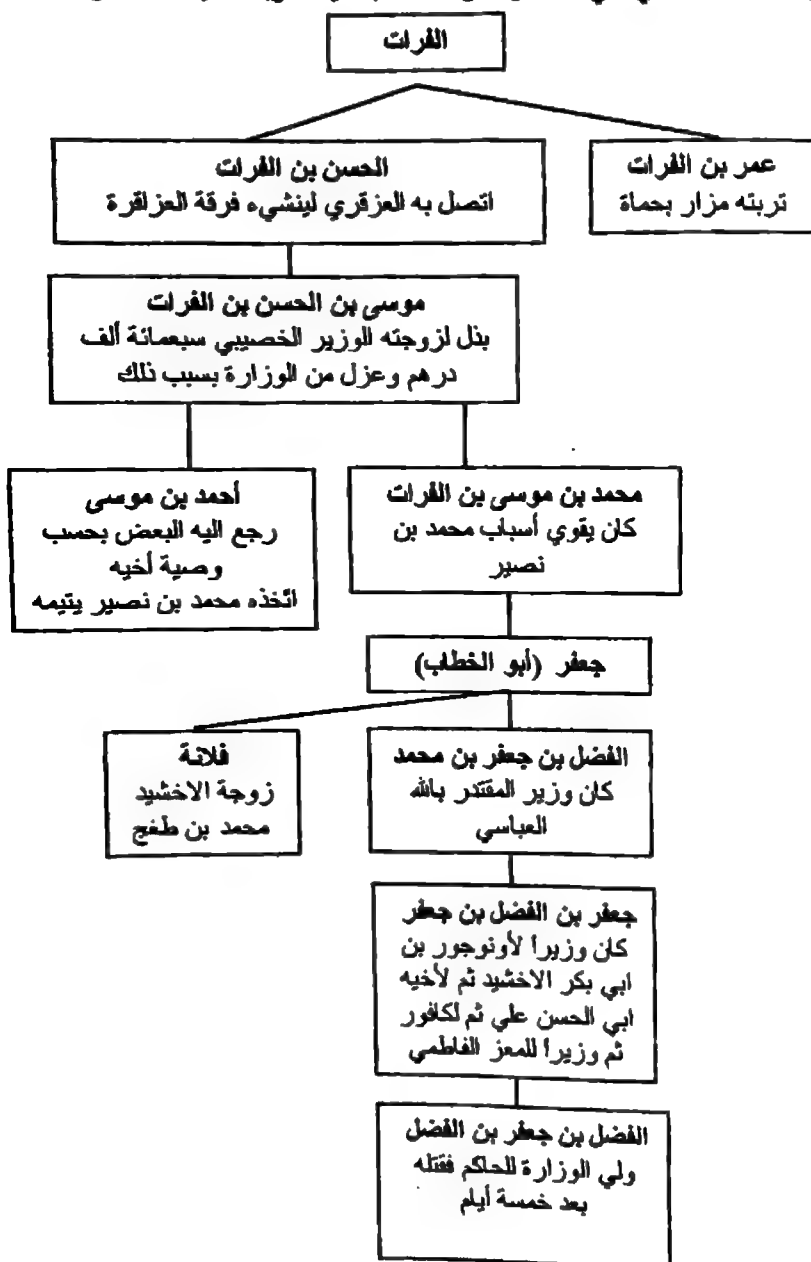 الفرات
الحسن بن الفرات
اتصل به العزقري لينشيء فرقة العزاقرة
عمر بن الفرات
تربته مزار بحماة
موسى بن الحسن بن الفرات
بذل لزوجته الوزير الخصيبي سبعمائة ألف
درهم وعزل من الوزارة بسبب ذلك
محمد بن موسى بن الفرات
كان يقوي أسباب محمد بن
نصير
أحمد بن موسى
رجع اليه البعض بحسب
وصية أخيه
اتخذه محمد بن نصير يتيمه
جعفر (أبو الخطاب)
الفضل بن جعفر بن محمد
كان وزير المقتدر بالله
العباسي
فلانة
زوجة الاخشيد
محمد بن طغج
جعفر بن الفضل بن جعفر
كان وزيرأ لأونوجور بن
ابي بكر الاخشيد ثم لأخيه
ابي الحسن علي ثم لكافور
ثم وزيرأ للمعز الفاطمي
الفضل بن جعفر بن الفضل
ولي الوزارة للحاكم فقتله
بعد خمسة أيام